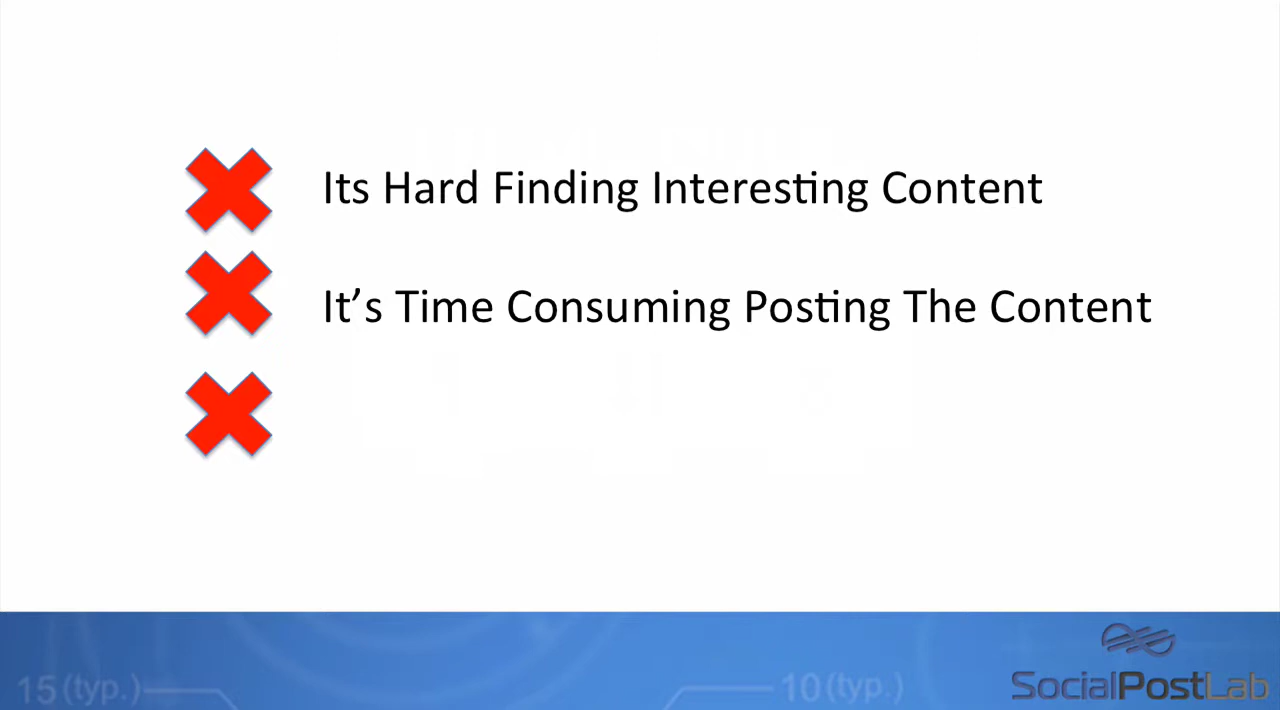 Its Hard Finding Interesting Content
It’s Time Consuming Posting The Content
15(typ.)
10(typ.)
SocialPostLab